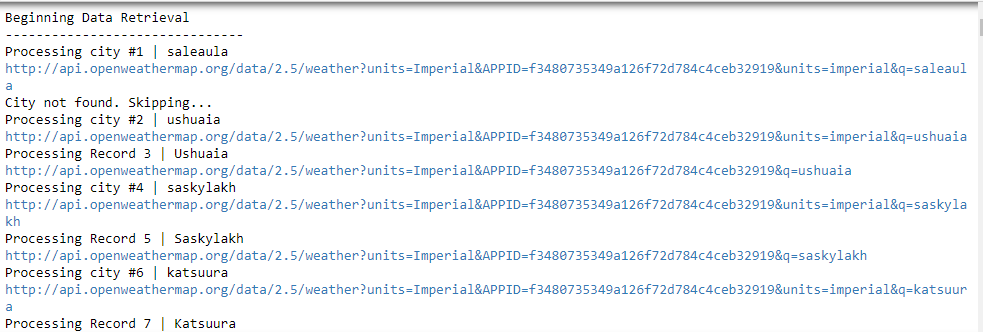 Beginning Data Retrieval
-------------------------------
Processing city #1 | saleaula
http://api.openweathermap.org/data/2.5/weather?units=Imperial&APPID=f3480735349a126f72d784c4ceb32919&units=imperial&q=saleaul
a
City not found. Skipping...
Processing city #2 | ushuaia
http://api.openweathermap.org/data/2.5/weather?units=Imperial&APPID=f3480735349a126f72d784c4ceb32919&units=imperial&q=ushuaia
Processing Record 3 | Ushuaia
http://api.openweathermap.org/data/2.5/weather?units=Imperial&APPID=f3480735349a126f72d784c4ceb32919&q=ushuaia
Processing city #4 | saskylakh
http://api.openweathermap.org/data/2.5/weather?units=Imperial&APPID=f3480735349a126f72d784c4ceb32919&units=imperial&q=saskyla
kh
Processing Record 5 | Saskylakh
http://api.openweathermap.org/data/2.5/weather?units=Imperial&APPID=f3480735349a126f72d784c4ceb32919&q=saskylakh
Processing city #6 | katsuura
http://api.openweathermap.org/data/2.5/weather?units=Imperial&APPID=f3480735349a126f72d784c4ceb32919&units=imperial&q=katsuur
a
Processing Record 7 | Katsuura